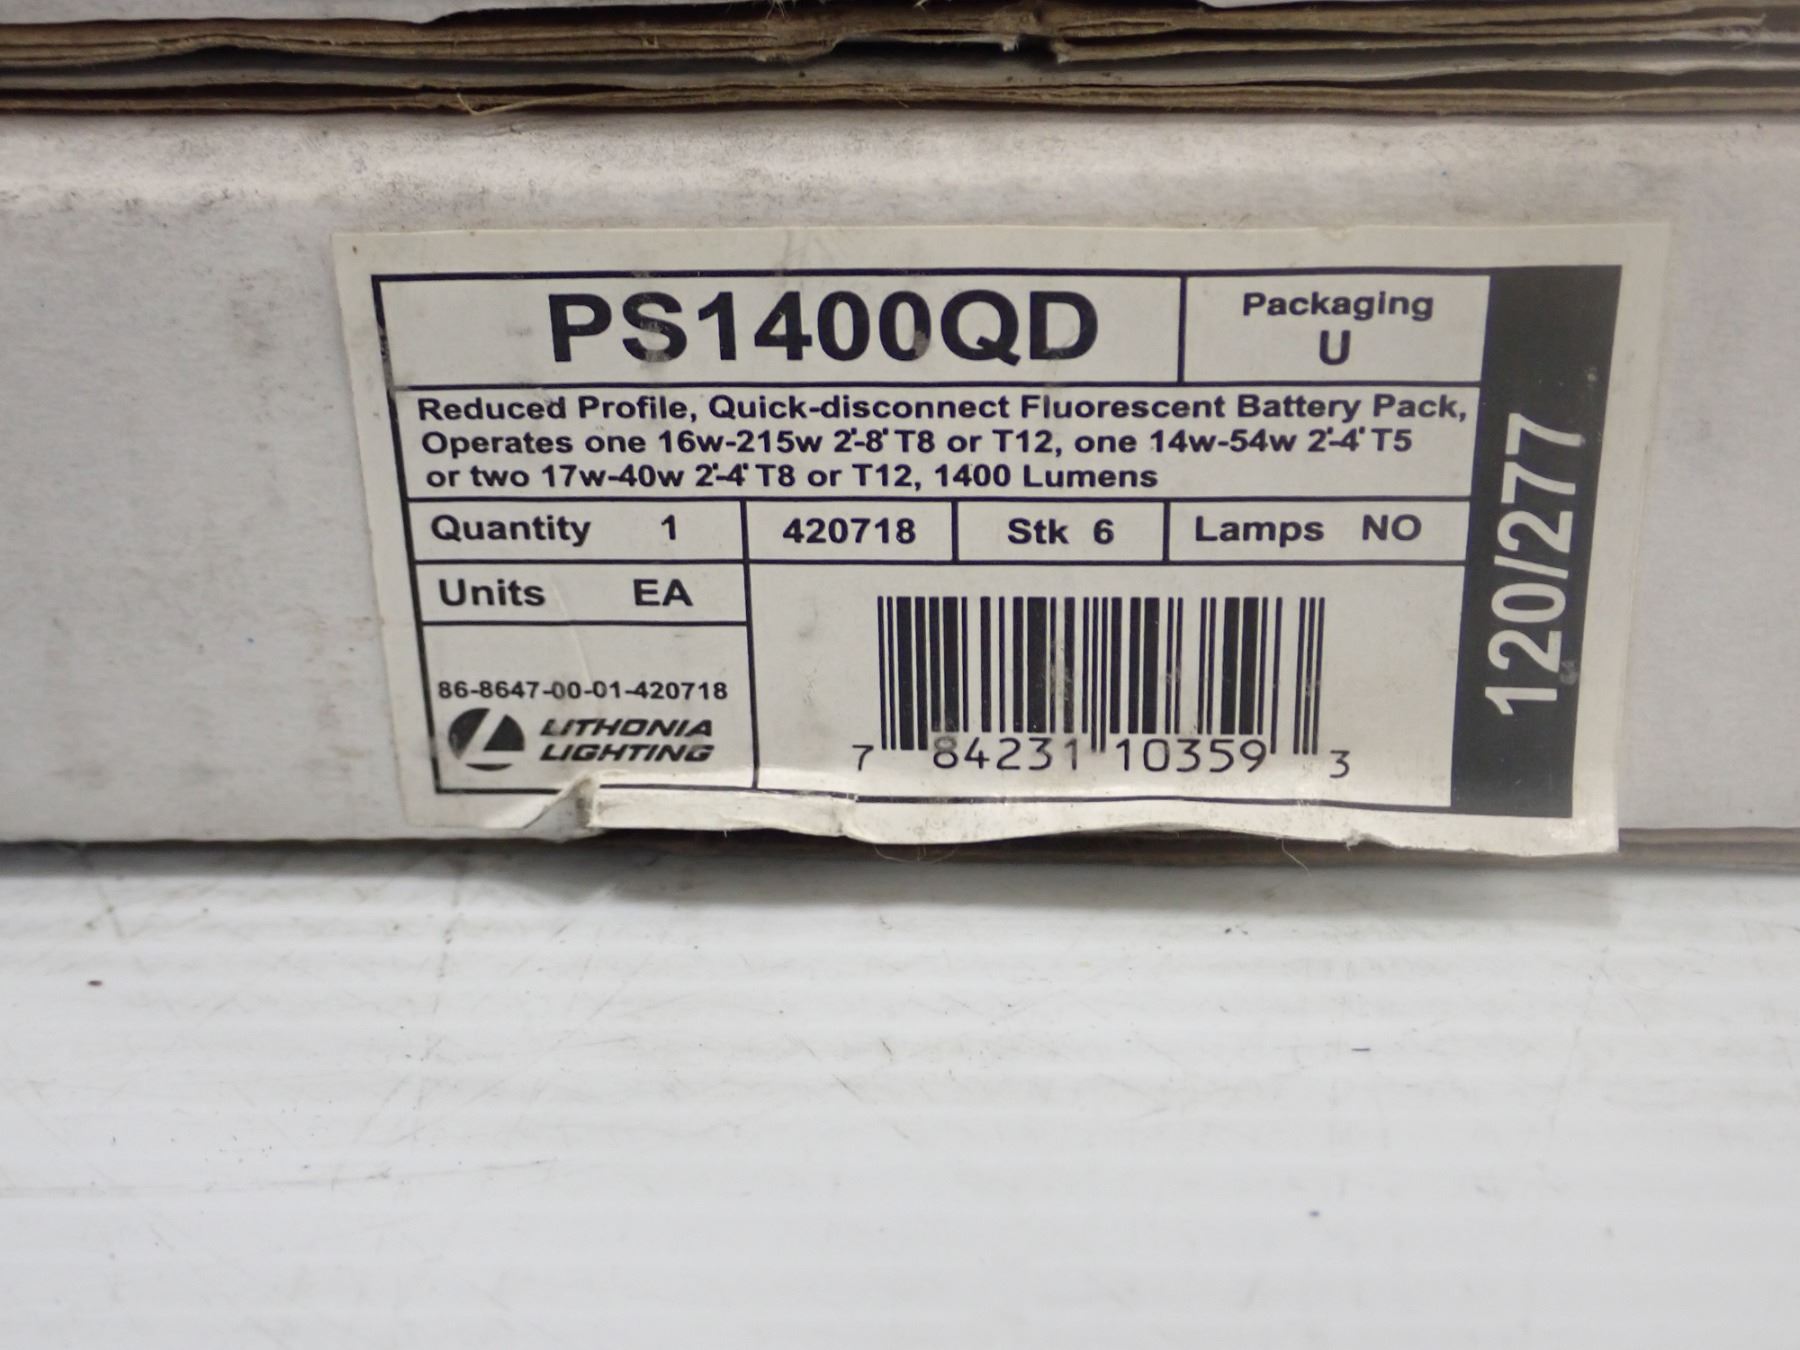 PS1400QD
Packaging
U
Reduced Profile, Quick-disconnect Fluorescent Battery Pack,
Operates one 16w-215w 2'-8' T8 or T12, one 14w-54w 2'-4' T5
or two 17w-40w 2'-4' T8 or T12, 1400 Lumens
Quantity 1
420718
Stk 6
Lamps NO
Units EA
86-8647-00-01-420718
LITHONIA
LIGHTING
7 84231 10359 3
120/277